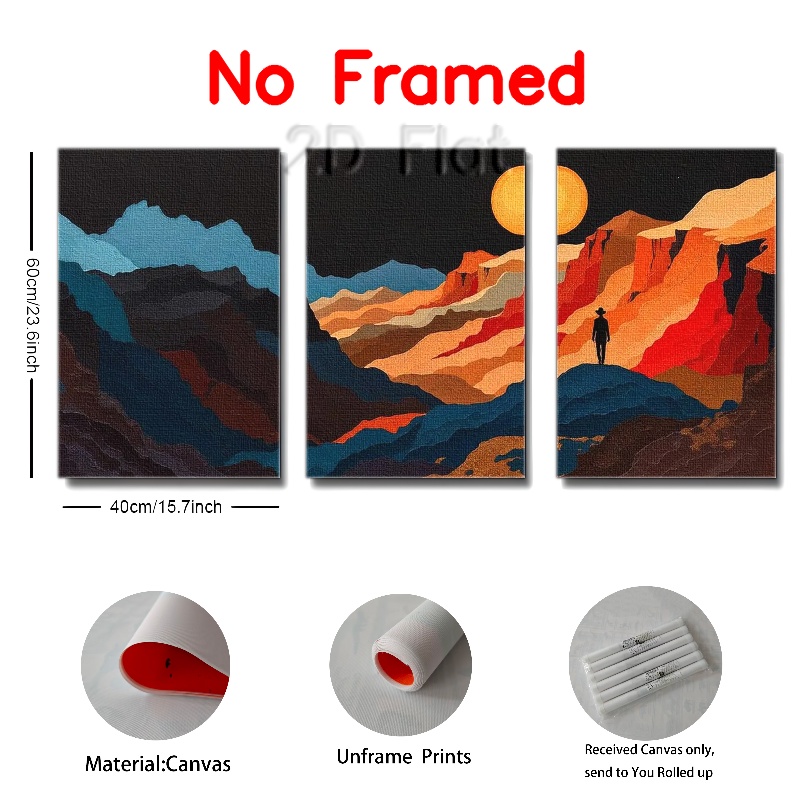 No Framed
2D Flat
60cm/23.6inch
40cm/15.7inch
Material:Canvas
Unframe Prints
Received Canvas only,
send to You Rolled up